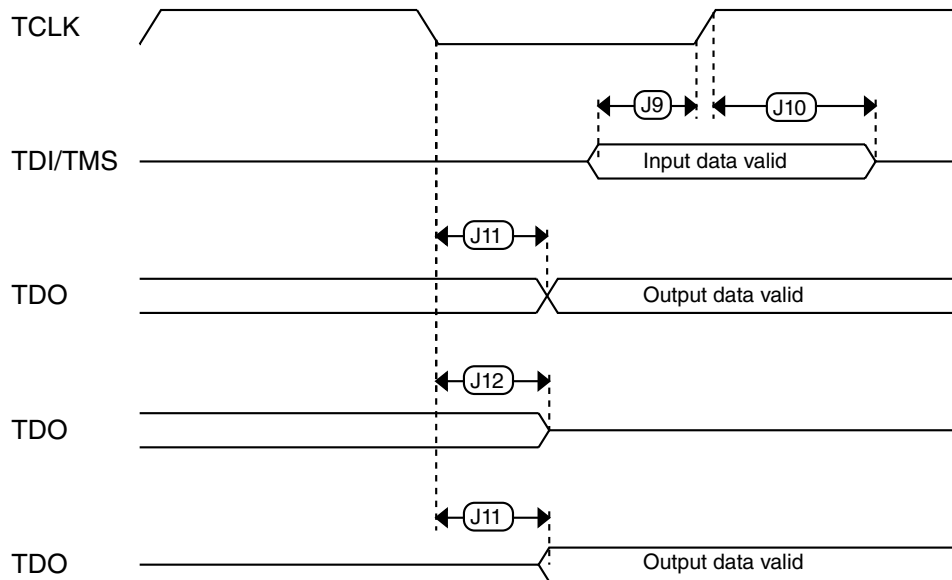 TCLK
J9
J10
TDI/TMS
Input data valid
J11
TDO
Output data valid
J12
TDO
J11
TDO
Output data valid